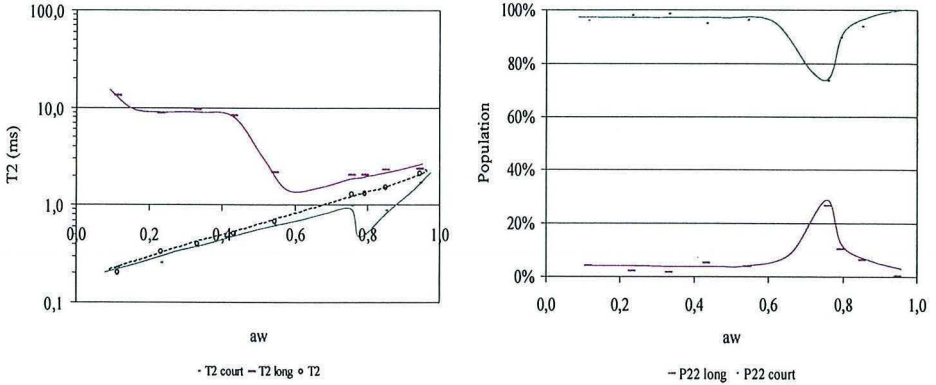 100,0
10,0
1,0
0,1
T2 (ms)
0,0 0,2 0,4 0,6 0,8 1,0
aw
· T2 court – T2 long o T2
100%
80%
60%
40%
20%
0%
Population
0,0 0,2 0,4 0,6 0,8 1,0
aw
– P22 long · P22 court